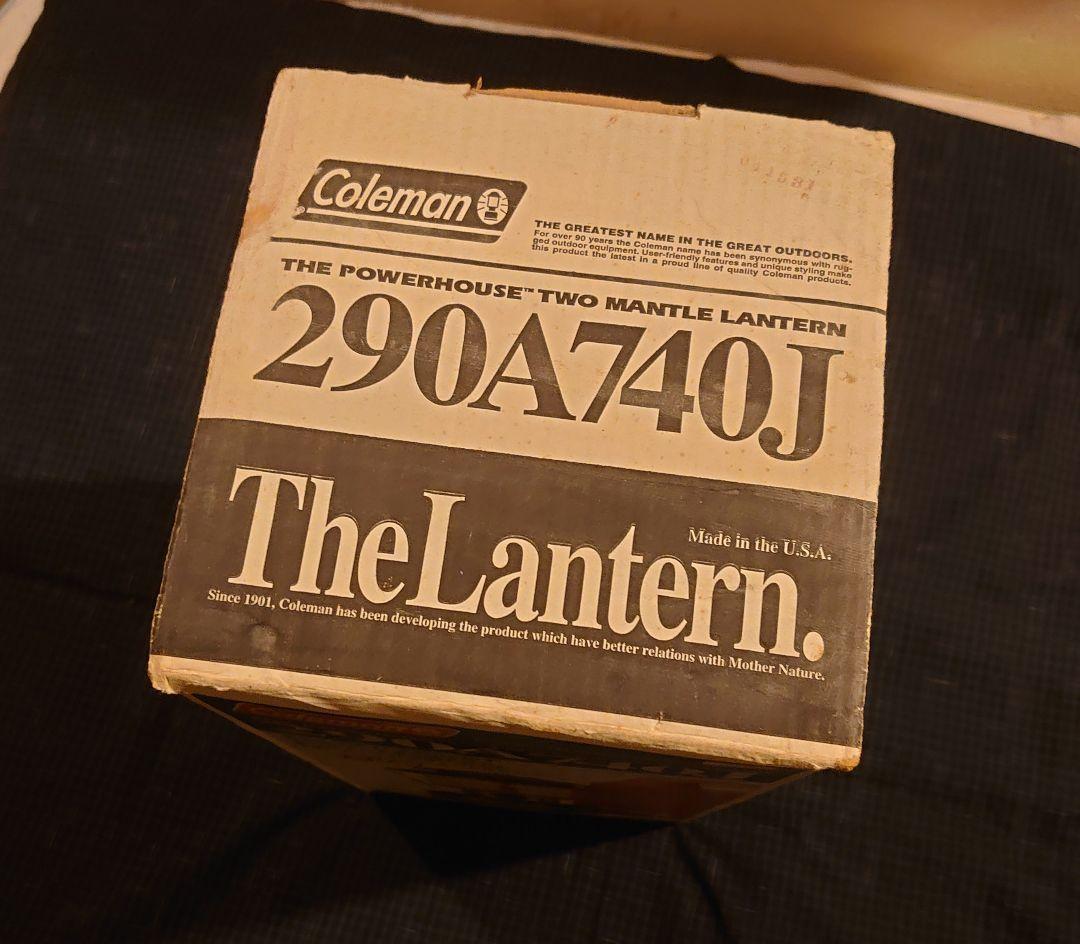 Coleman
THE GREATEST NAME IN THE GREAT OUTDOORS.
For over 90 years the Coleman name has been synonymous with rug-
ged outdoor equipment. User-friendly features and unique styling make
this product the latest in a proud line of quality Coleman products.
THE POWERHOUSE™ TWO MANTLE LANTERN
290A740J
Made in the U.S.A.
The Lantern.
Since 1901, Coleman has been developing the product which have better relations with Mother Nature.